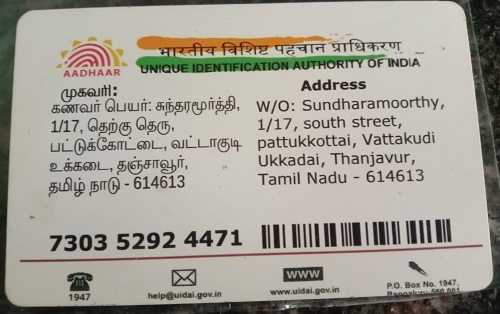 भारतीय विशिष्ट पहचान प्राधिकरण
AADHAAR
UNIQUE IDENTIFICATION AUTHORITY OF INDIA
முகவரி:
கணவர் பெயர்: சுந்தரமூர்த்தி,
1/17, தெற்கு தெரு,
பட்டுக்கோட்டை, வட்டாகுடி
உக்கடை, தஞ்சாவூர்,
தமிழ் நாடு - 614613
Address
W/O: Sundharamoorthy,
1/17, south street,
pattukkottai, Vattakudi
Ukkadai, Thanjavur,
Tamil Nadu - 614613
7303 5292 4471
1947
help@uidai.gov.in
www
www.uidai.gov.in
P.O. Box No. 1947,
Bengaluru-560 001